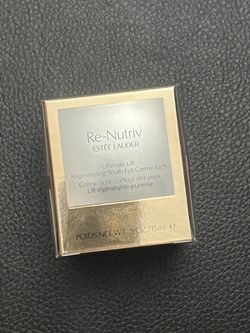 Re-Nutriv
ESTĒE LAUDER
Ultimate Lift
Regenerating Youth Eye Creme Rich
Crème riche contour des yeux
Lift régénérante jeunesse
POIDS NET WT. .5 OZ./15 ml ℮